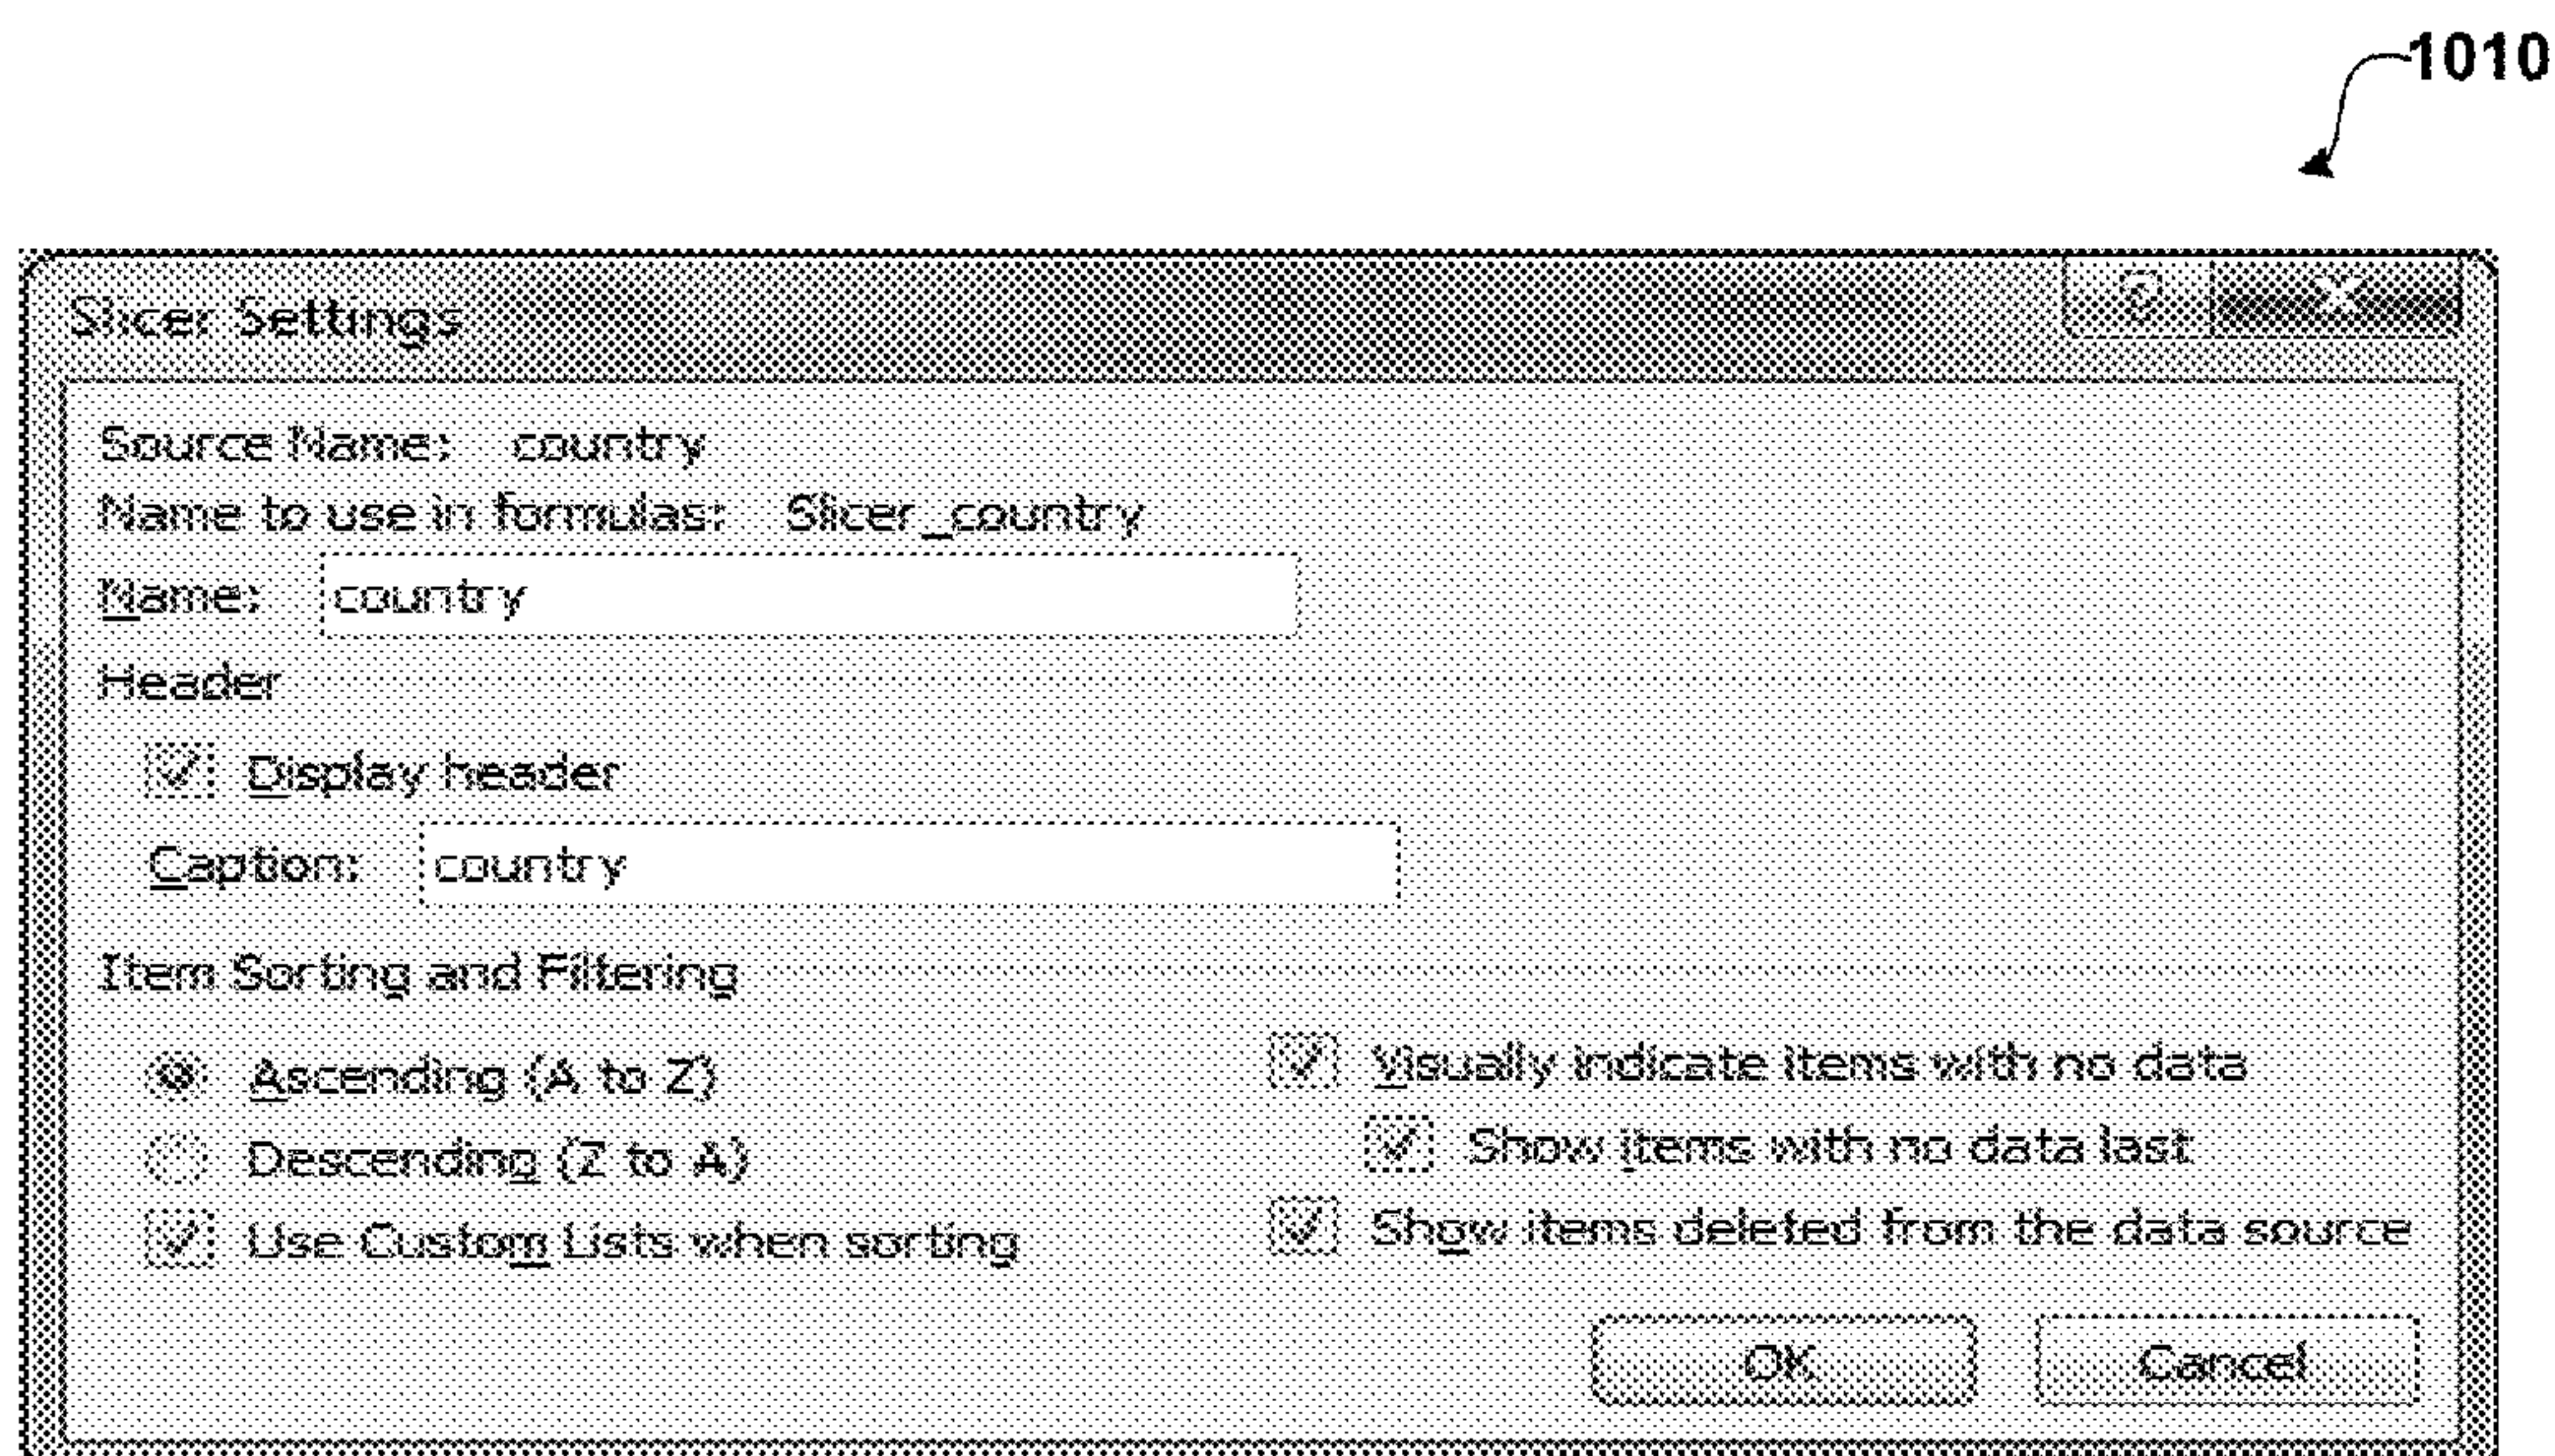 1010
Slicer Settings
Source Name: country
Name to use in formulas: Slicer_country
Name: country
Header
Display header
Caption: country
Item Sorting and Filtering
Ascending (A to Z)
Descending (Z to A)
Use Custom Lists when sorting
Visually indicate items with no data
Show items with no data last
Show items deleted from the data source
OK Cancel